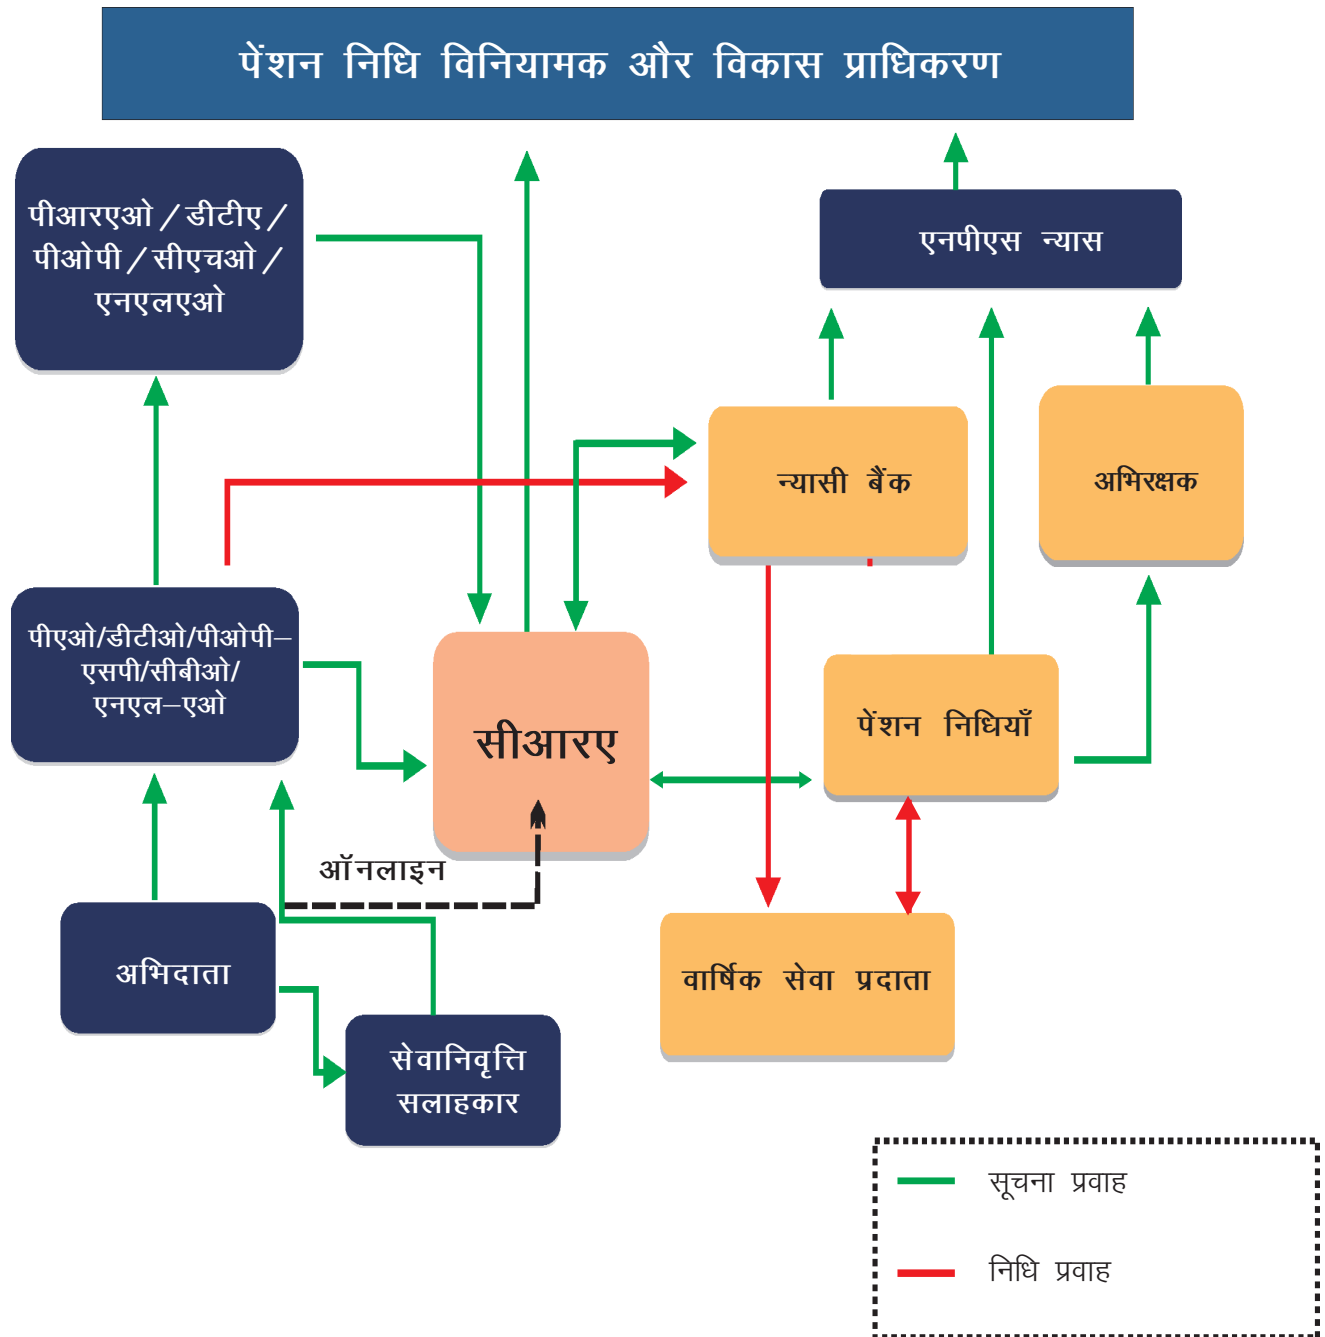 पेंशन निधि विनियामक और विकास प्राधिकरण
पीआरएओ / डीटीए /
पीओपी / सीएचओ /
एनएलएओ
एनपीएस न्यास
न्यासी बैंक
अभिरक्षक
पीएओ/डीटीओ/पीओपी–
एसपी/सीबीओ/
एनएल–एओ
सीआरए
पेंशन निधियाँ
ऑनलाइन
अभिदाता
वार्षिक सेवा प्रदाता
सेवानिवृत्ति
सलाहकार
सूचना प्रवाह
निधि प्रवाह